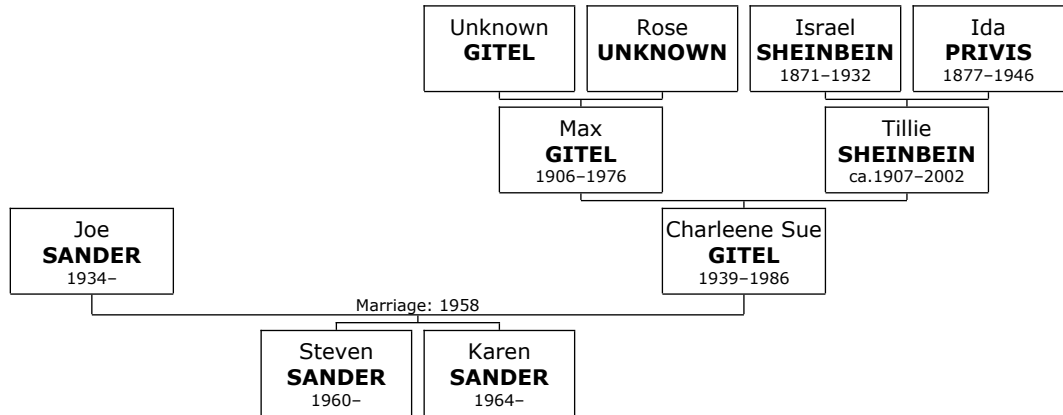 Unknown
GITEL
Rose
UNKNOWN
Israel
SHEINBEIN
1871–1932
Ida
PRIVIS
1877–1946
Max
GITEL
1906–1976
Tillie
SHEINBEIN
ca.1907–2002
Joe
SANDER
1934–
Charleene Sue
GITEL
1939–1986
Marriage: 1958
Steven
SANDER
1960–
Karen
SANDER
1964–